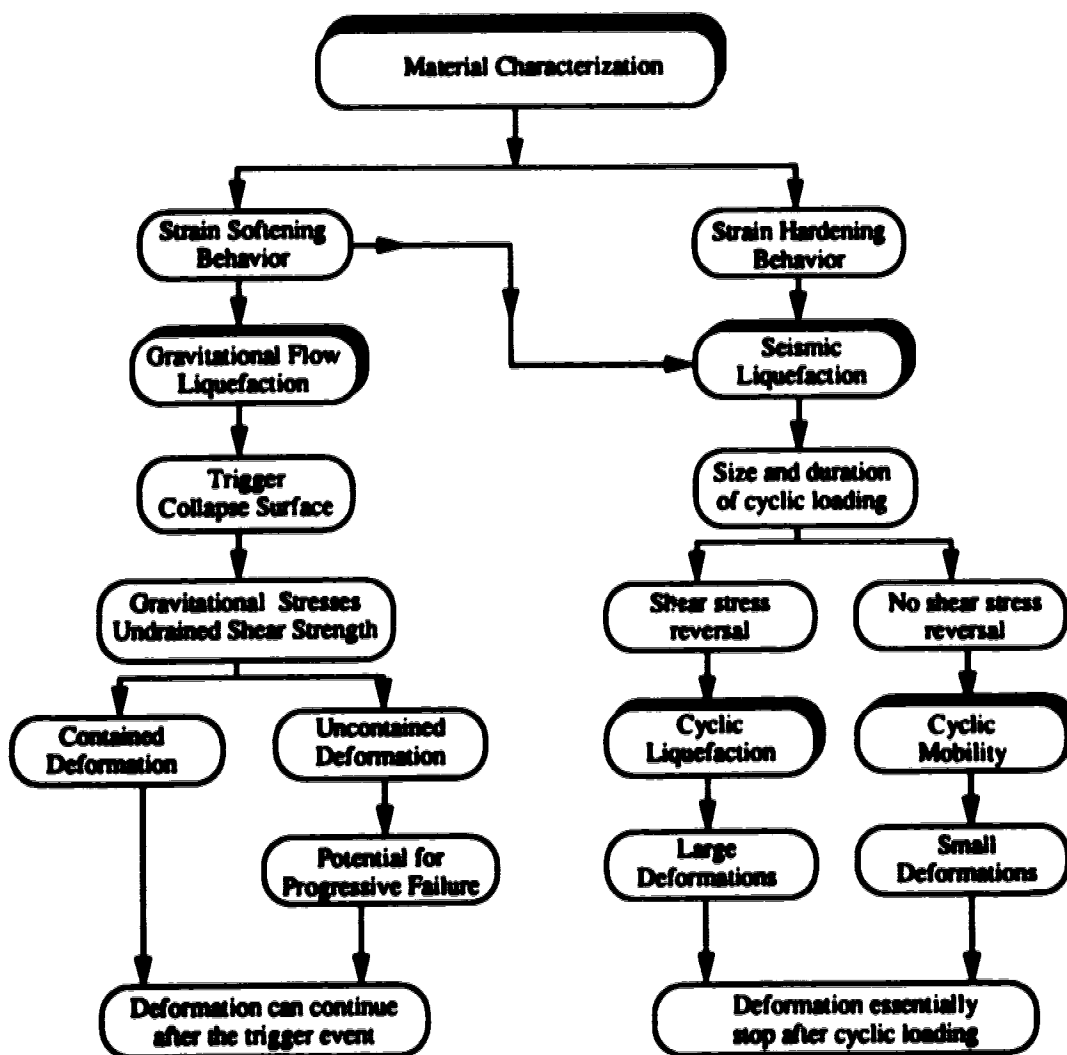 Material Characterization
Strain Softening
Behavior
Strain Hardening
Behavior
Gravitational Flow
Liquefaction
Seismic
Liquefaction
Trigger
Collapse Surface
Size and duration
of cyclic loading
Gravitational Stresses
Undrained Shear Strength
Shear stress
reversal
No shear stress
reversal
Contained
Deformation
Uncontained
Deformation
Cyclic
Liquefaction
Cyclic
Mobility
Potential for
Progressive Failure
Large
Deformations
Small
Deformations
Deformation can continue
after the trigger event
Deformation essentially
stop after cyclic loading